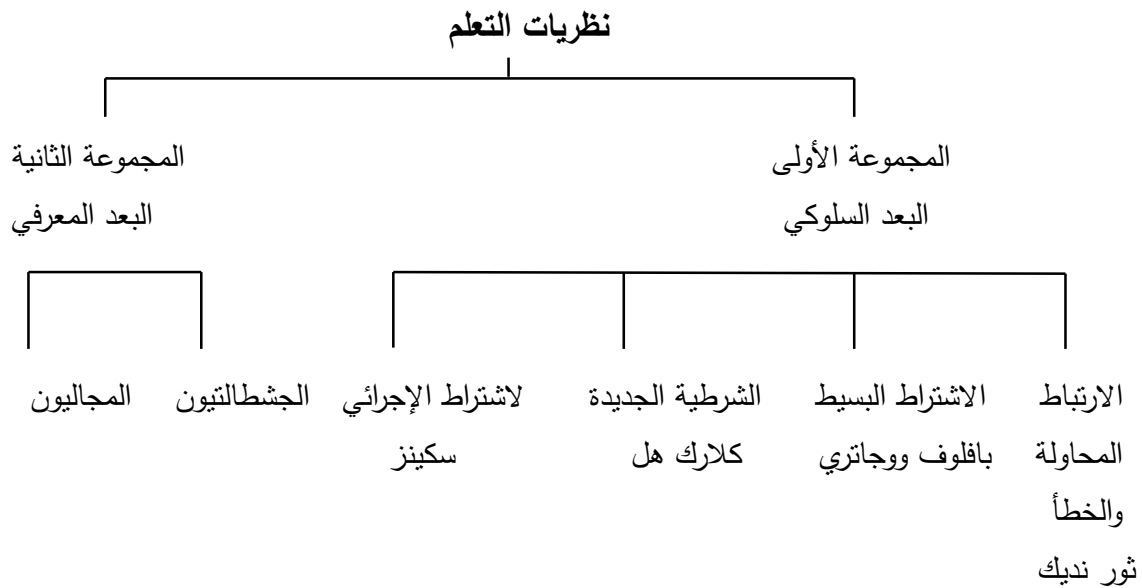 نظريات التعلم
المجموعة الأولى
البعد السلوكي
المجموعة الثانية
البعد المعرفي
الارتباط
المحاولة
والخطأ
ثور نديك
الاشتراط البسيط
بافلوف ووجاتري
الشرطية الجديدة
كلارك هل
لاشتراط الإجرائي
سكينز
الجشطالتيون
المجاليون